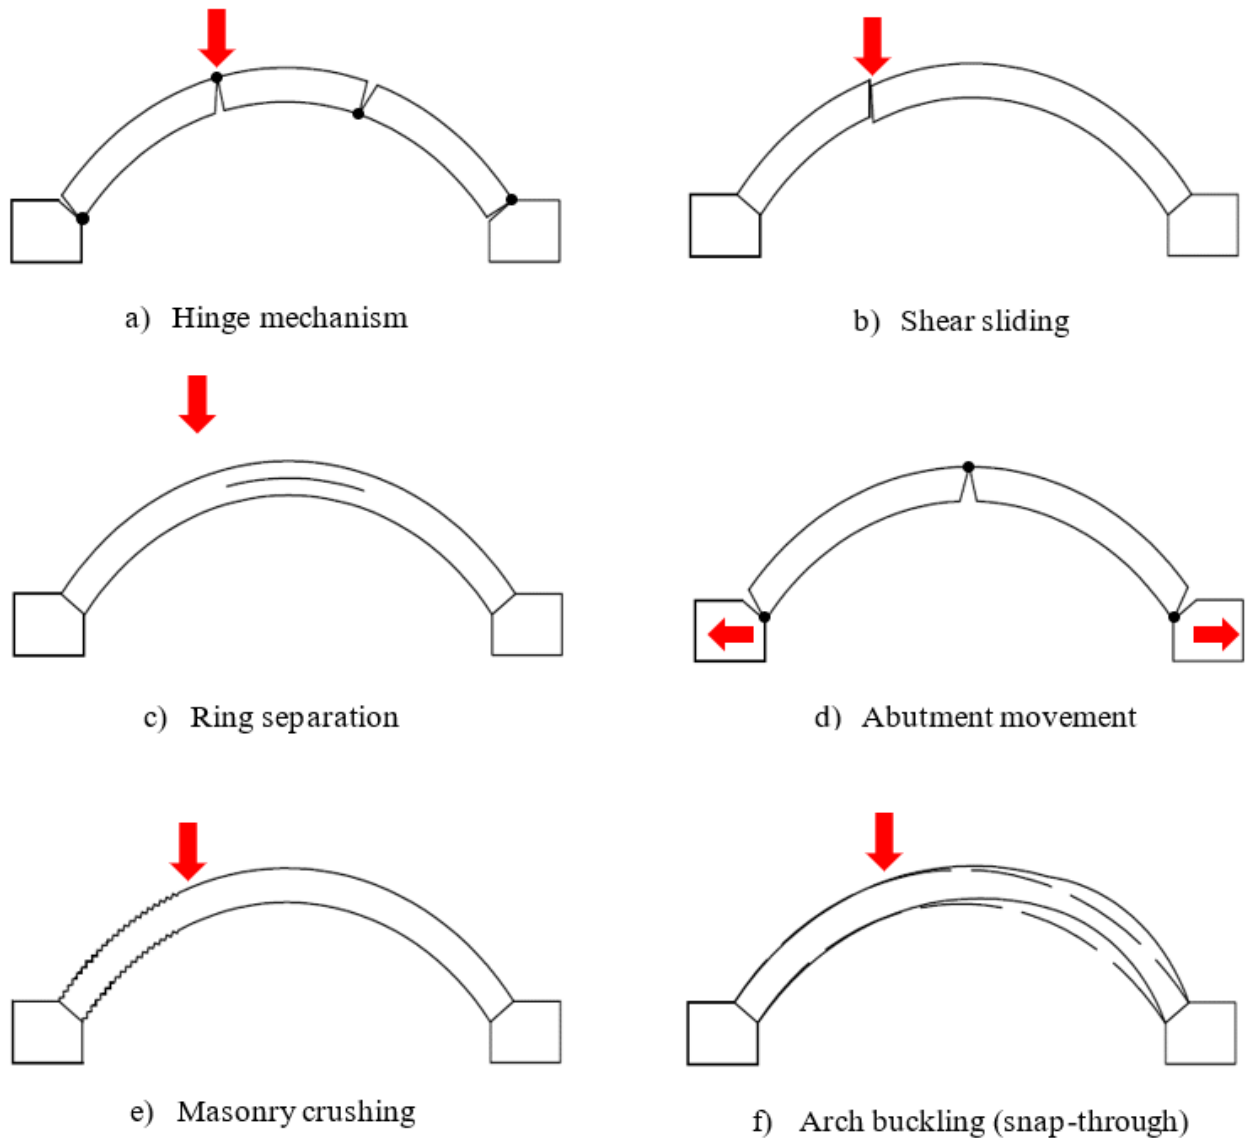 a) Hinge mechanism
b) Shear sliding
c) Ring separation
d) Abutment movement
e) Masonry crushing
f) Arch buckling (snap-through)